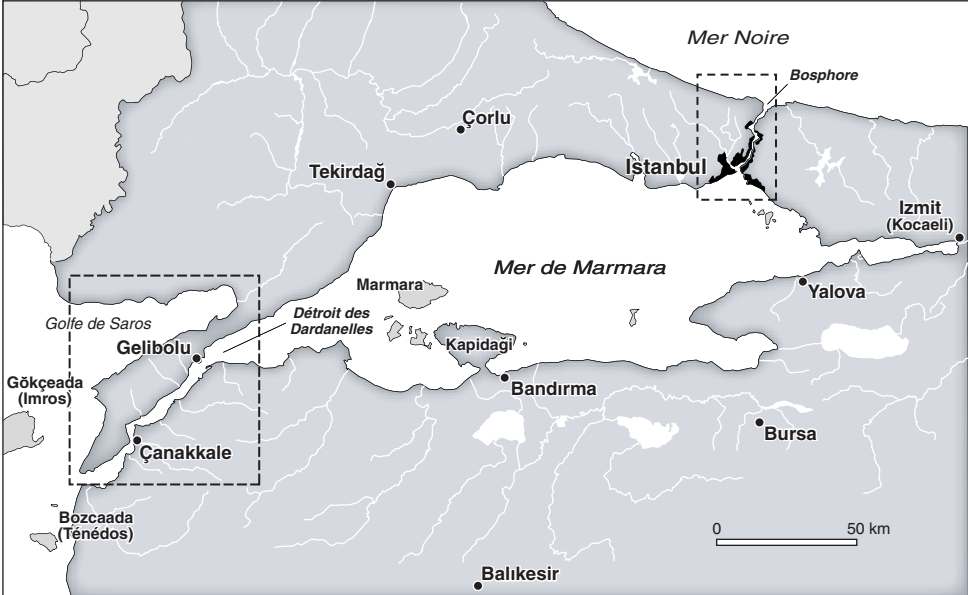 Mer Noire
Bosphore
Çorlu
Istanbul
Tekirdağ
Izmit
(Kocaeli)
Mer de Marmara
Marmara
Yalova
Détroit des
Dardanelles
Golfe de Saros
Gelibolu
Kapidaği
Gökçeada
(Imros)
Bandırma
Bursa
Çanakkale
Bozcaada
(Ténédos)
0 50 km
Balıkesir